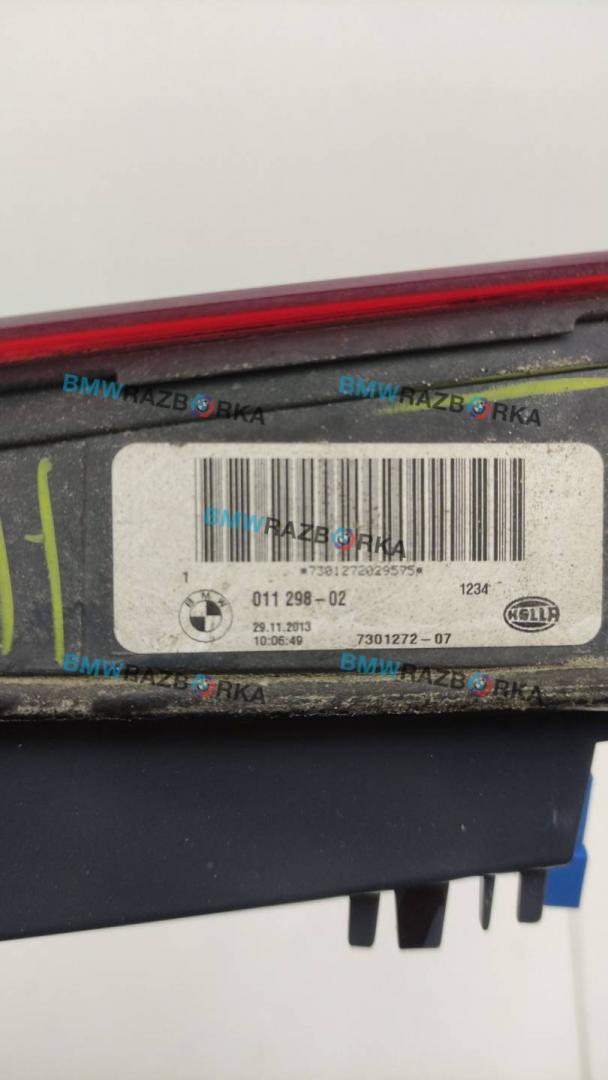 BMWRAZBORKA
BMWRAZBORKA
BMWRAZBORKA
*7301272029575*
1
1234
BMW
011 298-02
HELLA
29.11.2013
10:06:49
7301272-07
BMWRAZBORKA
BMWRAZBORKA